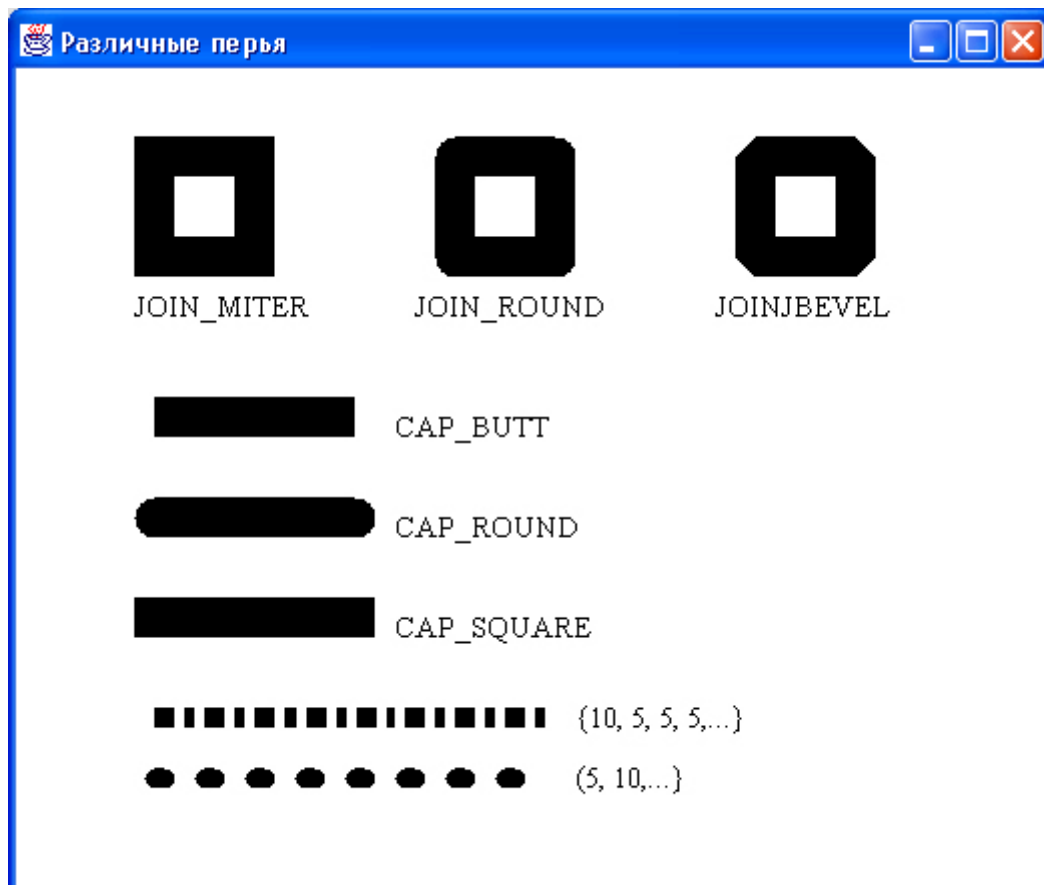 Различные перья
JOIN_MITER
JOIN_ROUND
JOINJBEVEL
CAP_BUTT
CAP_ROUND
CAP_SQUARE
{10, 5, 5, 5,...}
(5, 10,...}